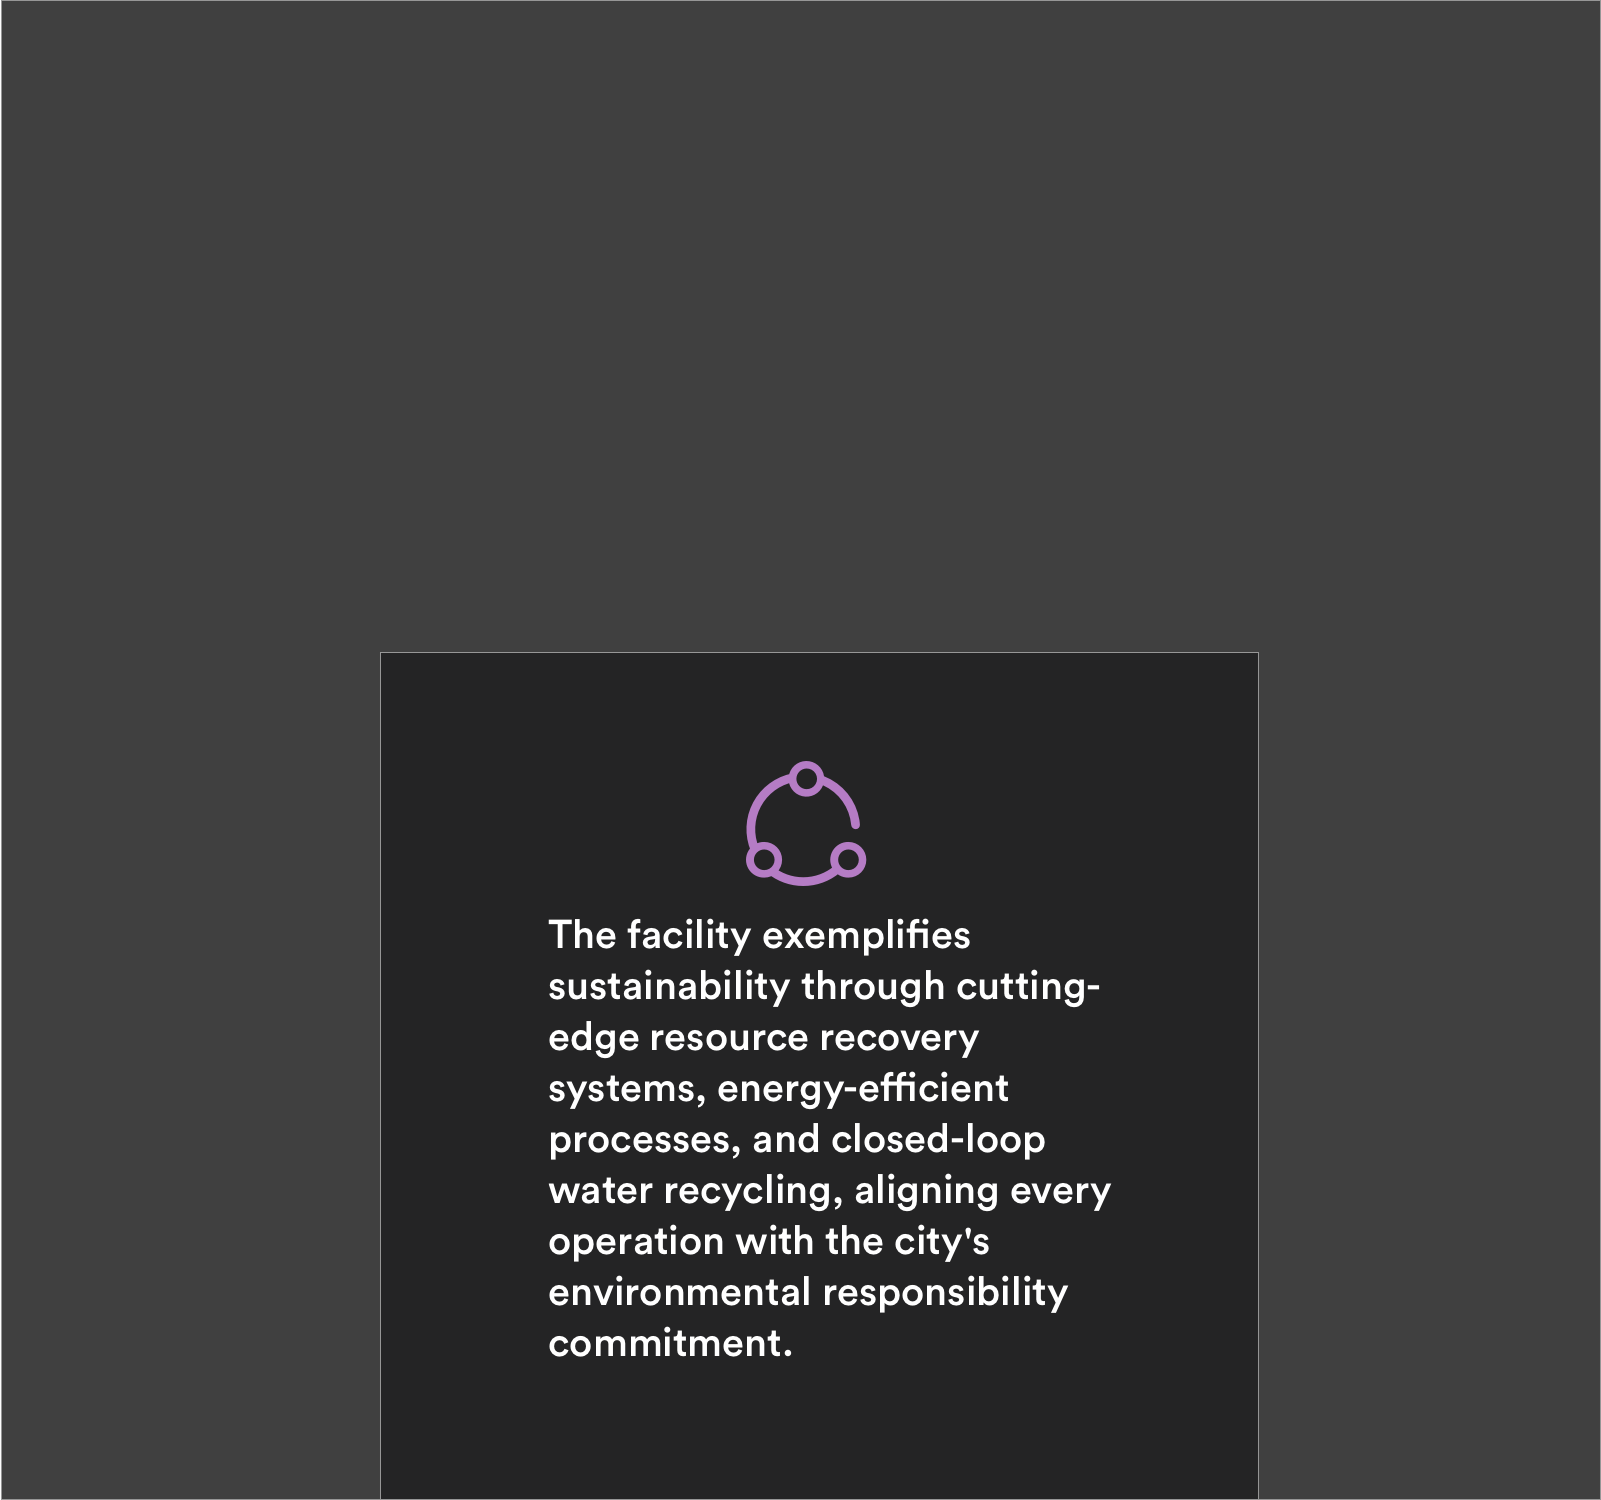 The facility exemplifies
sustainability through cutting-
edge resource recovery
systems, energy-efficient
processes, and closed-loop
water recycling, aligning every
operation with the city's
environmental responsibility
commitment.